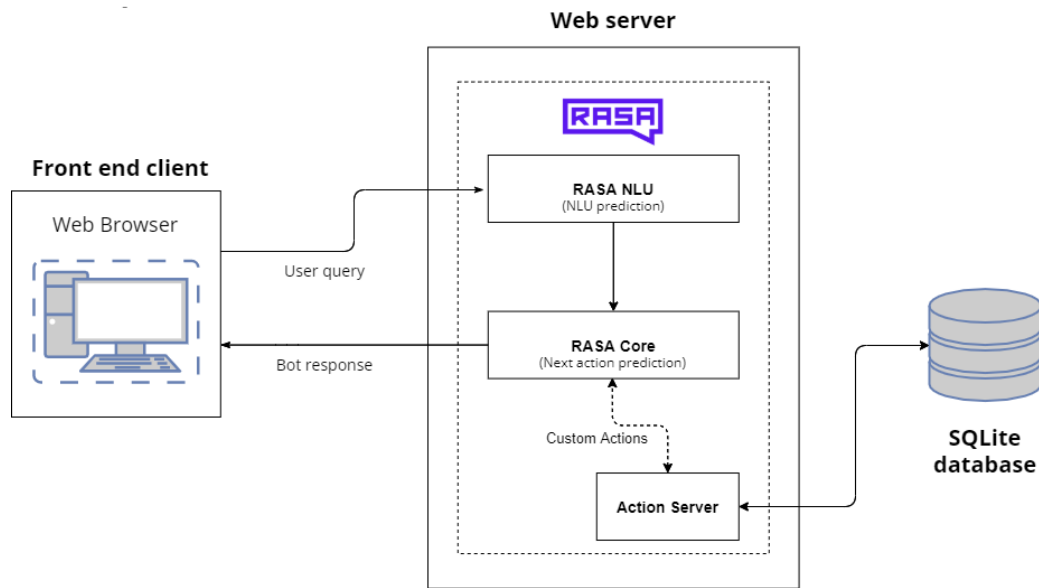 Web server
RASA
Front end client
RASA NLU
(NLU prediction)
Web Browser
User query
RASA Core
(Next action prediction)
Bot response
Custom Actions
SQLite
database
Action Server